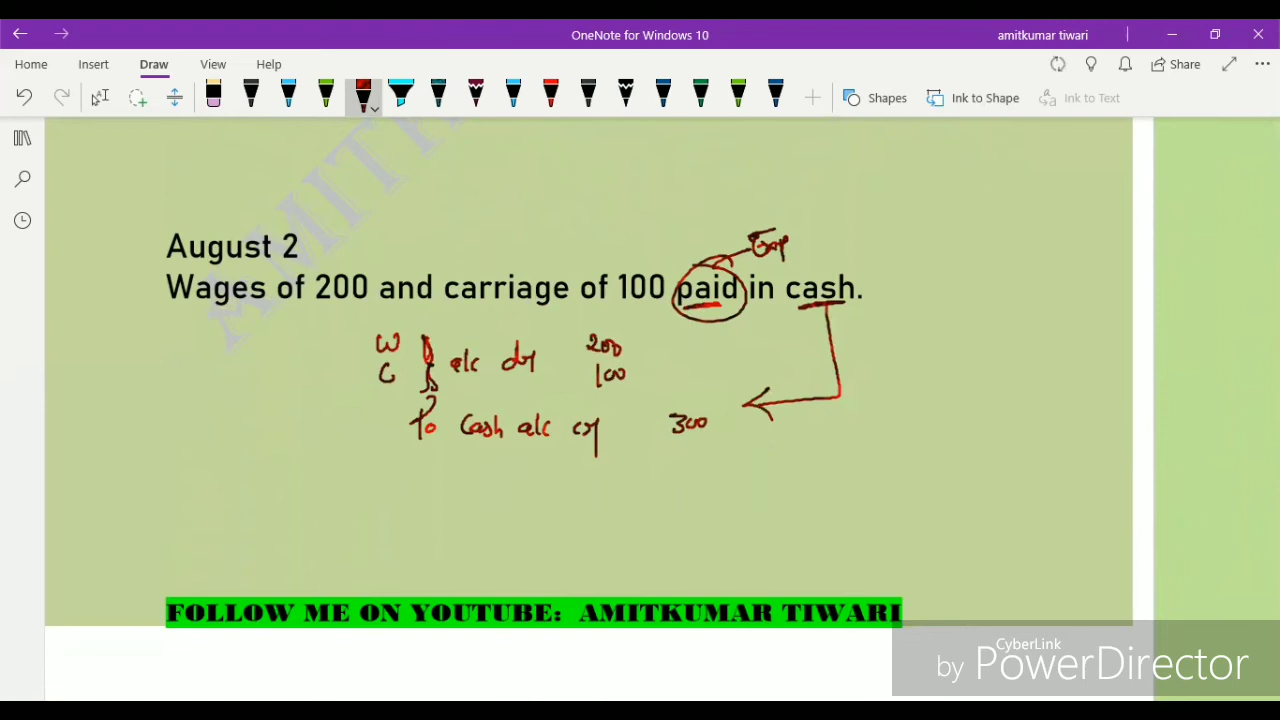 OneNote for Windows 10
amitkumar tiwari
Home Insert Draw View Help
Share
Shapes Ink to Shape Ink to Text
AMITK
August 2
Wages of 200 and carriage of 100 paid in cash.
Exp
W
C
a/c dr
200
100
To Cash a/c cr 300
FOLLOW ME ON YOUTUBE: AMITKUMAR TIWARI
CyberLink
by PowerDirector